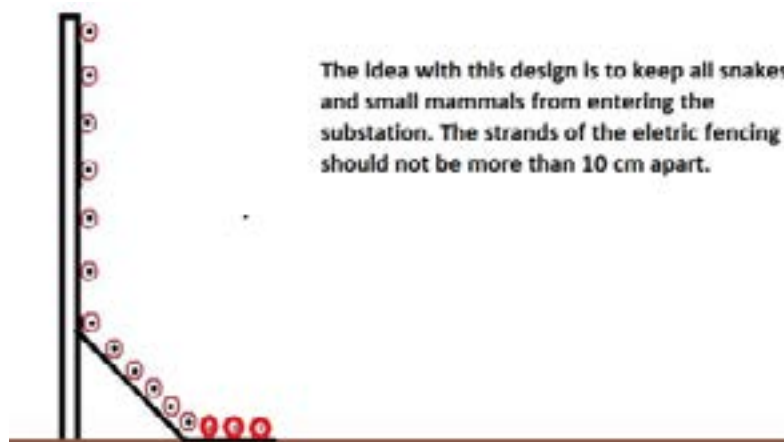 The idea with this design is to keep all snakes
and small mammals from entering the
substation. The strands of the eletric fencing
should not be more than 10 cm apart.